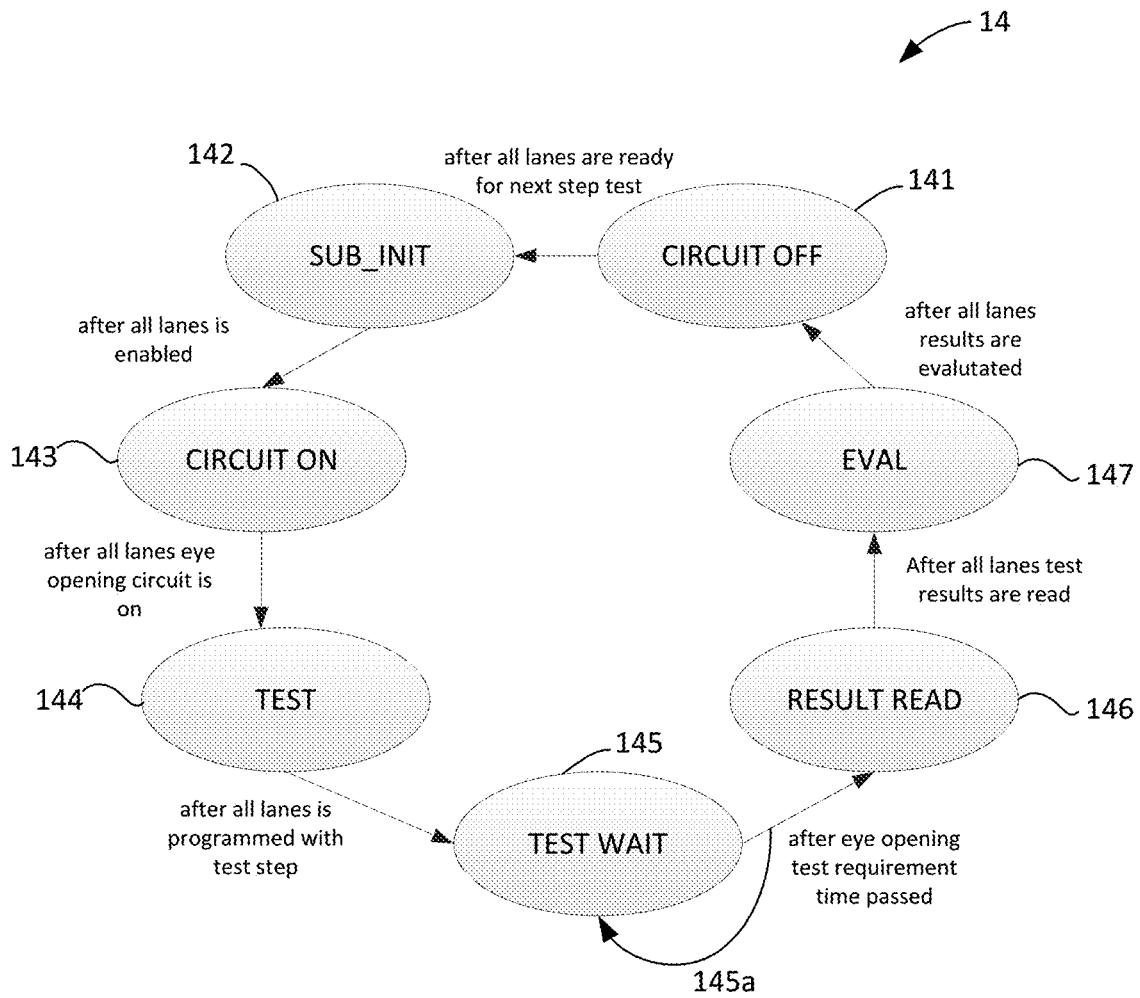 14
142
after all lanes are ready
for next step test
141
SUB_INIT
CIRCUIT OFF
after all lanes is
enabled
after all lanes
results are
evalutated
143
CIRCUIT ON
EVAL
147
after all lanes eye
opening circuit is
on
After all lanes test
results are read
144
TEST
RESULT READ
146
145
after all lanes is
programmed with
test step
TEST WAIT
after eye opening
test requirement
time passed
145a